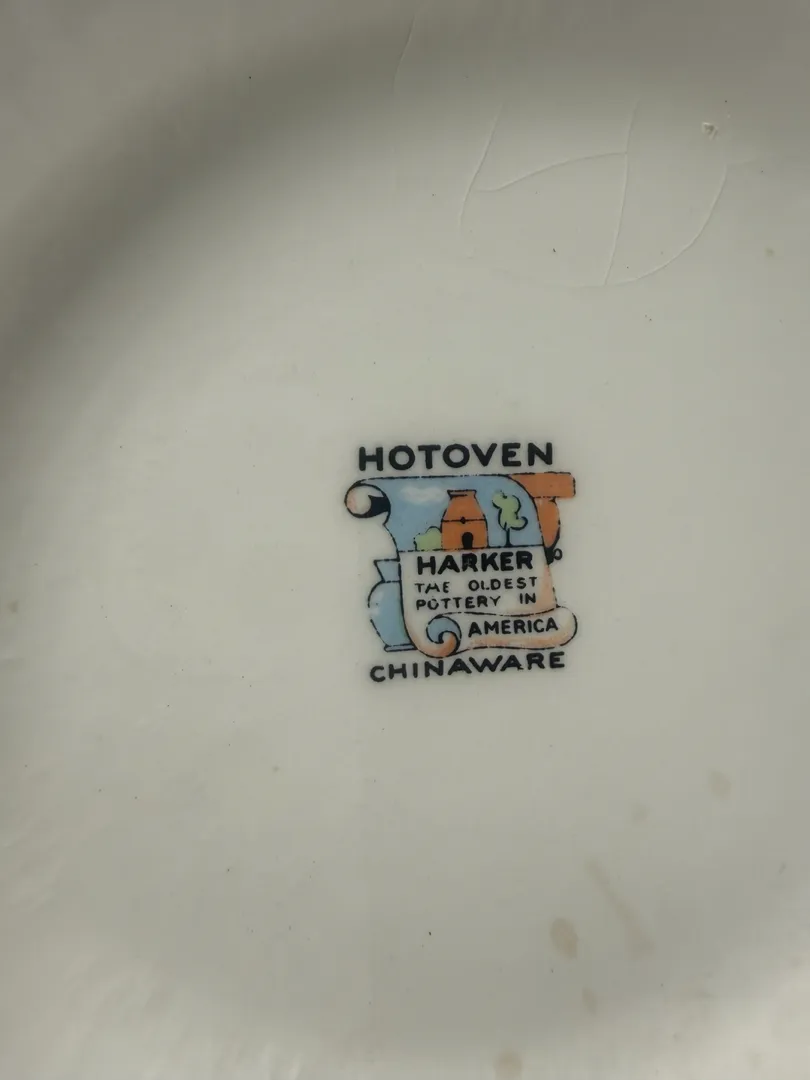 HOTOVEN
HARKER
THE OLDEST
POTTERY IN
AMERICA
CHINAWARE